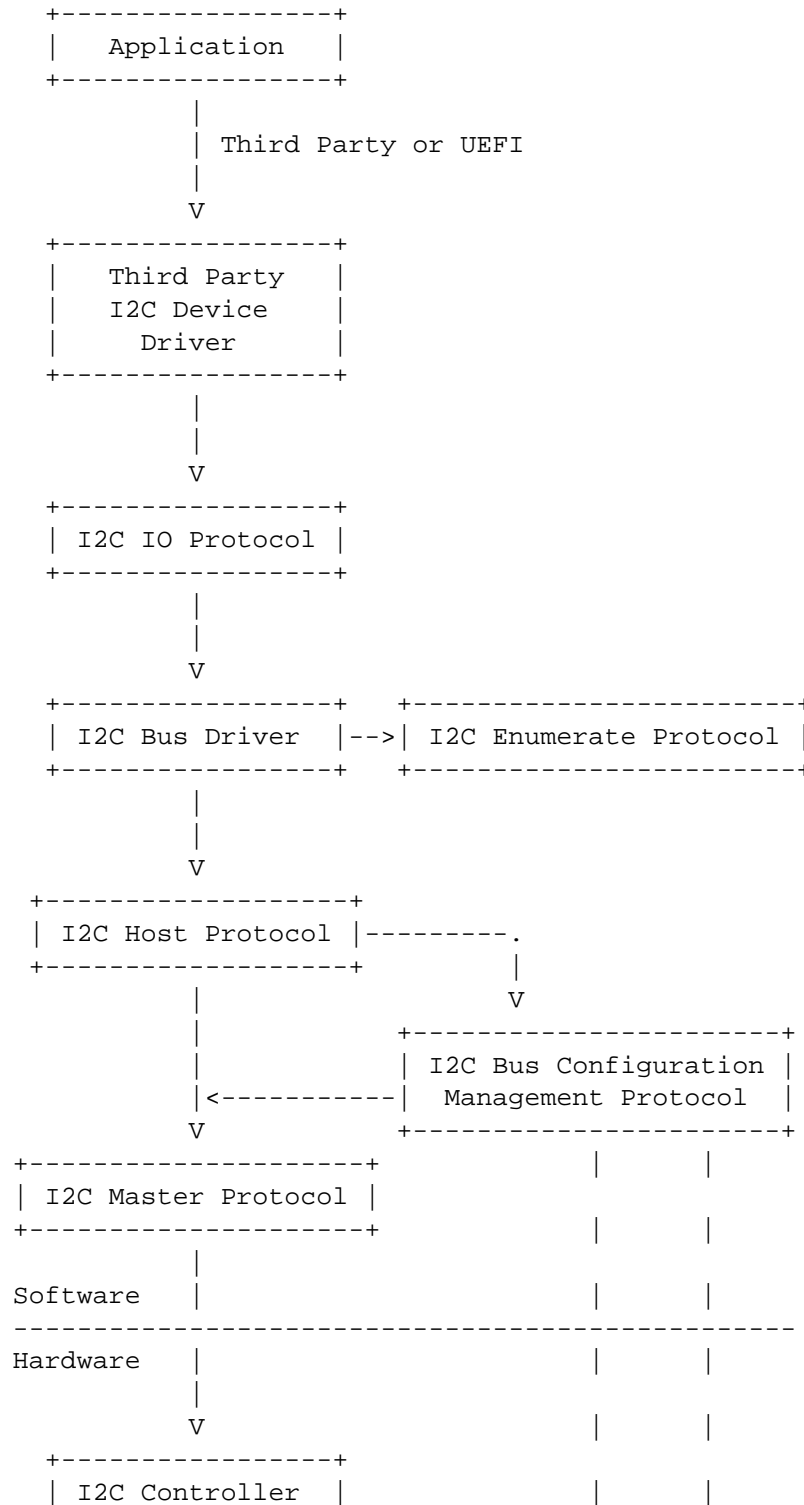 Application
Third Party or UEFI
Third Party
I2C Device
Driver
I2C IO Protocol
I2C Bus Driver
I2C Enumerate Protocol
I2C Host Protocol
I2C Bus Configuration
Management Protocol
I2C Master Protocol
Software
Hardware
I2C Controller